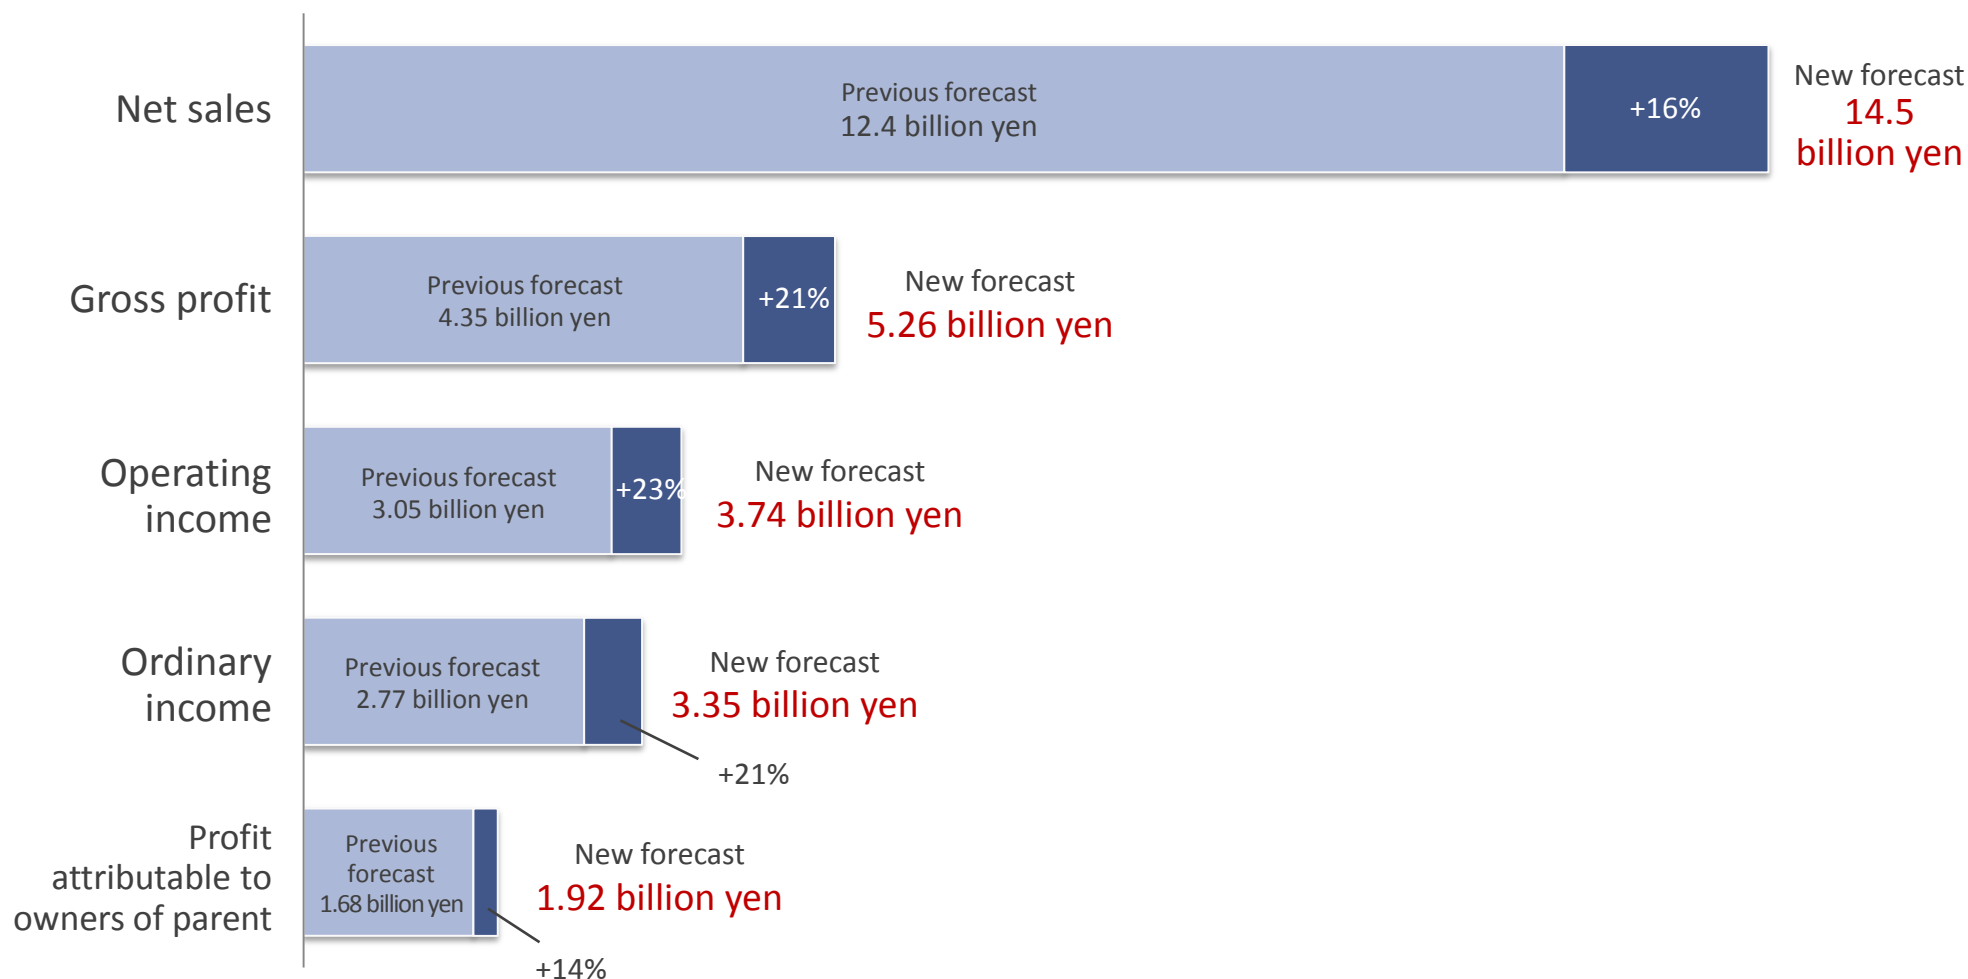 Net sales
Previous forecast
12.4 billion yen
+16%
New forecast
14.5
billion yen
Gross profit
Previous forecast
4.35 billion yen
+21%
New forecast
5.26 billion yen
Operating
income
Previous forecast
3.05 billion yen
+23%
New forecast
3.74 billion yen
Ordinary
income
Previous forecast
2.77 billion yen
New forecast
3.35 billion yen
+21%
Profit
attributable to
owners of parent
Previous
forecast
1.68 billion yen
New forecast
1.92 billion yen
+14%